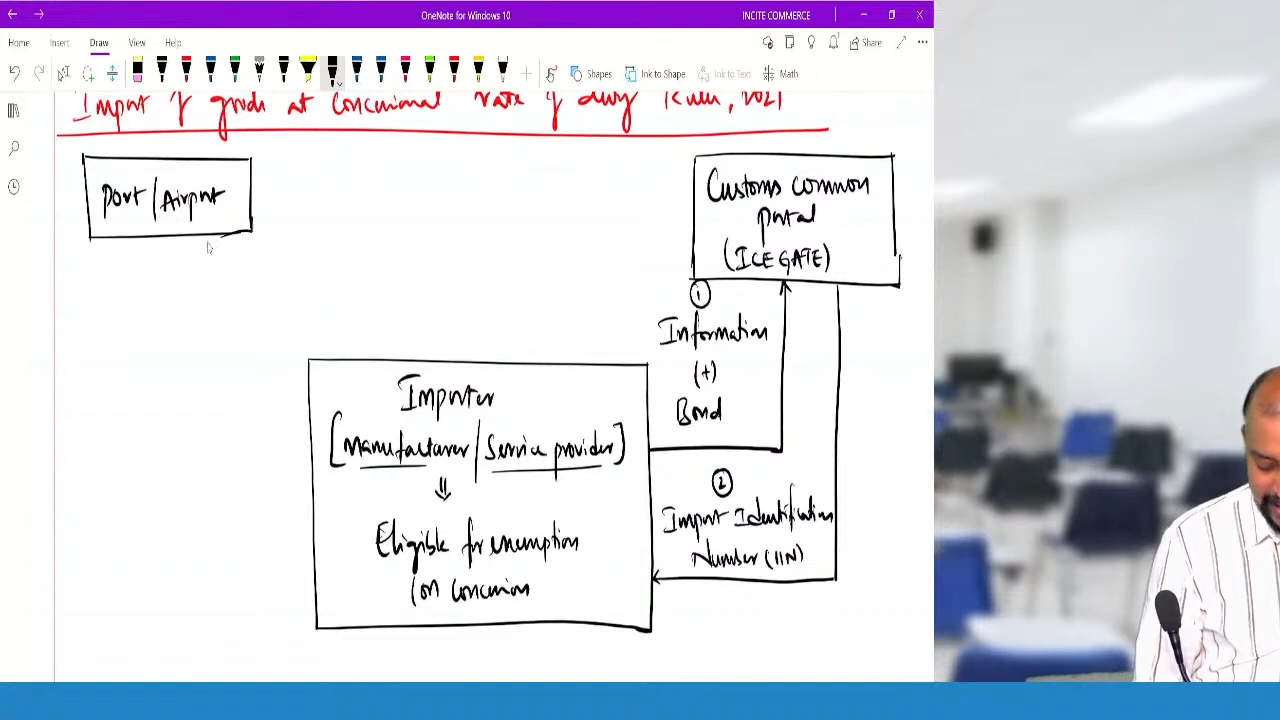 OneNote for Windows 10
INCITE COMMERCE
Home Insert Draw View Help
Share
Shapes
Ink to Shape
Ink to Text
Math
Import of goods at Concessional rate of duty Rules, 2021
Port/Airport
Customs common
portal
(ICEGATE)
1
Information
(+)
Bond
Importer
[Manufacturer/Service provider]
⇓
Eligible for exemption
(or concession
2
Import Identification
Number (IIN)